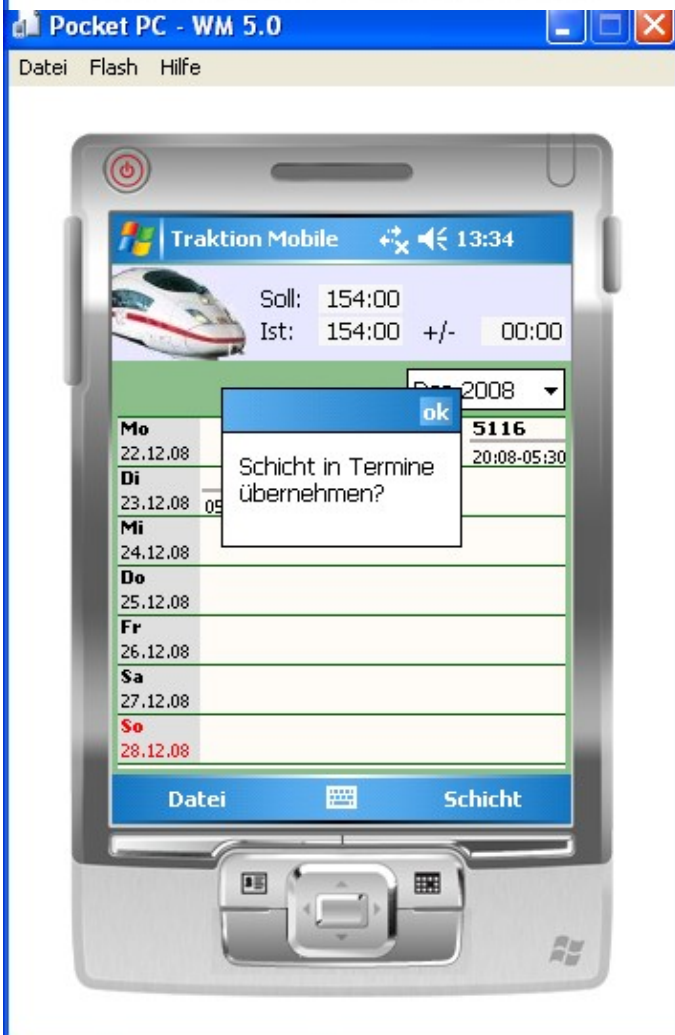 Pocket PC - WM 5.0
Datei Flash Hilfe
Traktion Mobile 13:34
Soll: 154:00
Ist: 154:00 +/- 00:00
2008
ok
Schicht in Termine
übernehmen?
Mo
22.12.08
5116
20:08-05:30
Di
23.12.08
Mi
24.12.08
Do
25.12.08
Fr
26.12.08
Sa
27.12.08
So
28.12.08
Datei Schicht